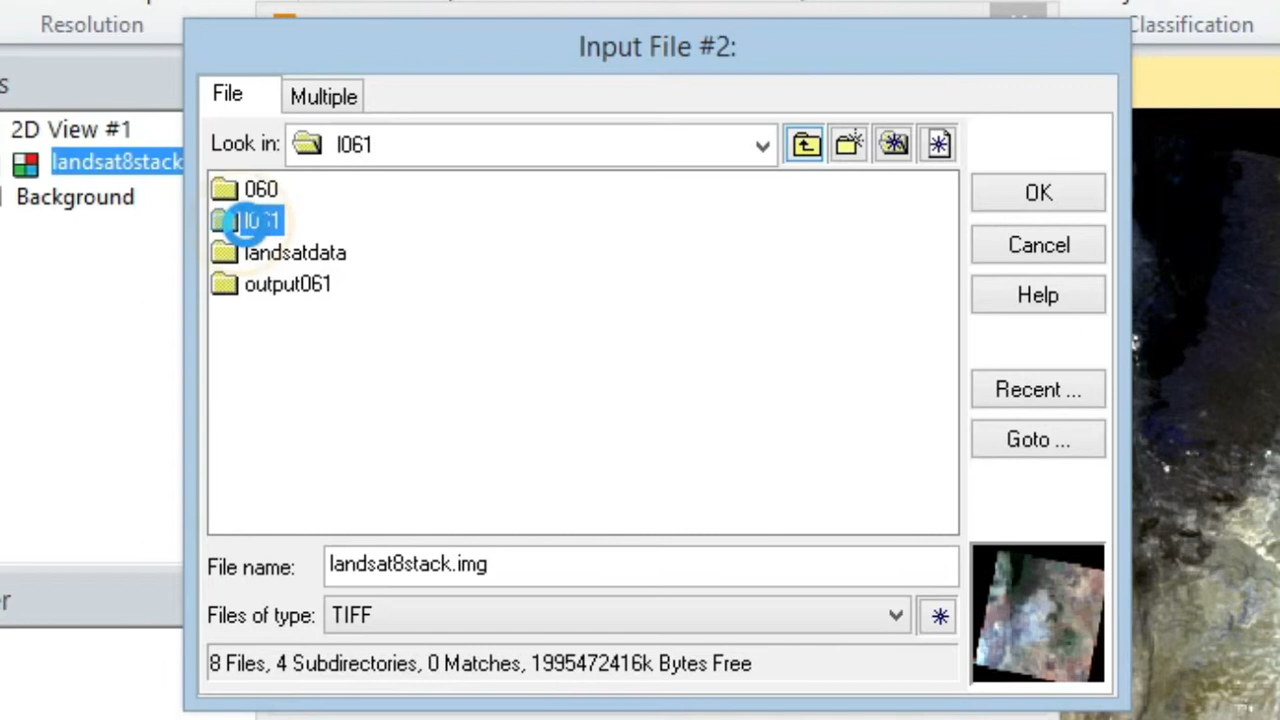 Resolution
Classification
Input File #2:
s
File
Multiple
2D View #1
landsat8stack
Background
Look in:
l061
060
l061
landsatdata
output061
OK
Cancel
Help
Recent ...
Goto ...
r
File name:
landsat8stack.img
Files of type:
TIFF
8 Files, 4 Subdirectories, 0 Matches, 1995472416k Bytes Free